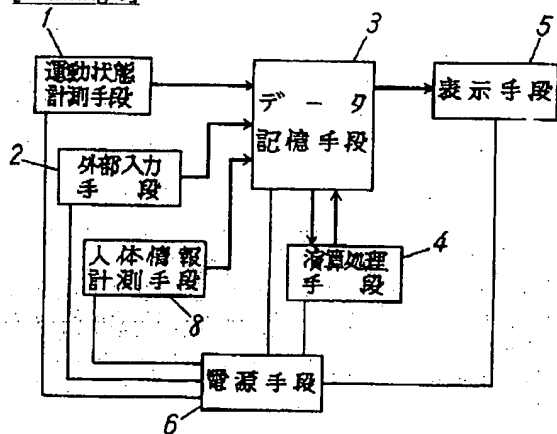 1
運動状態
計測手段
2
外部入力
手段
人体情報
計測手段
8
3
データ
記憶手段
5
表示手段
4
演算処理
手段
電源手段
6